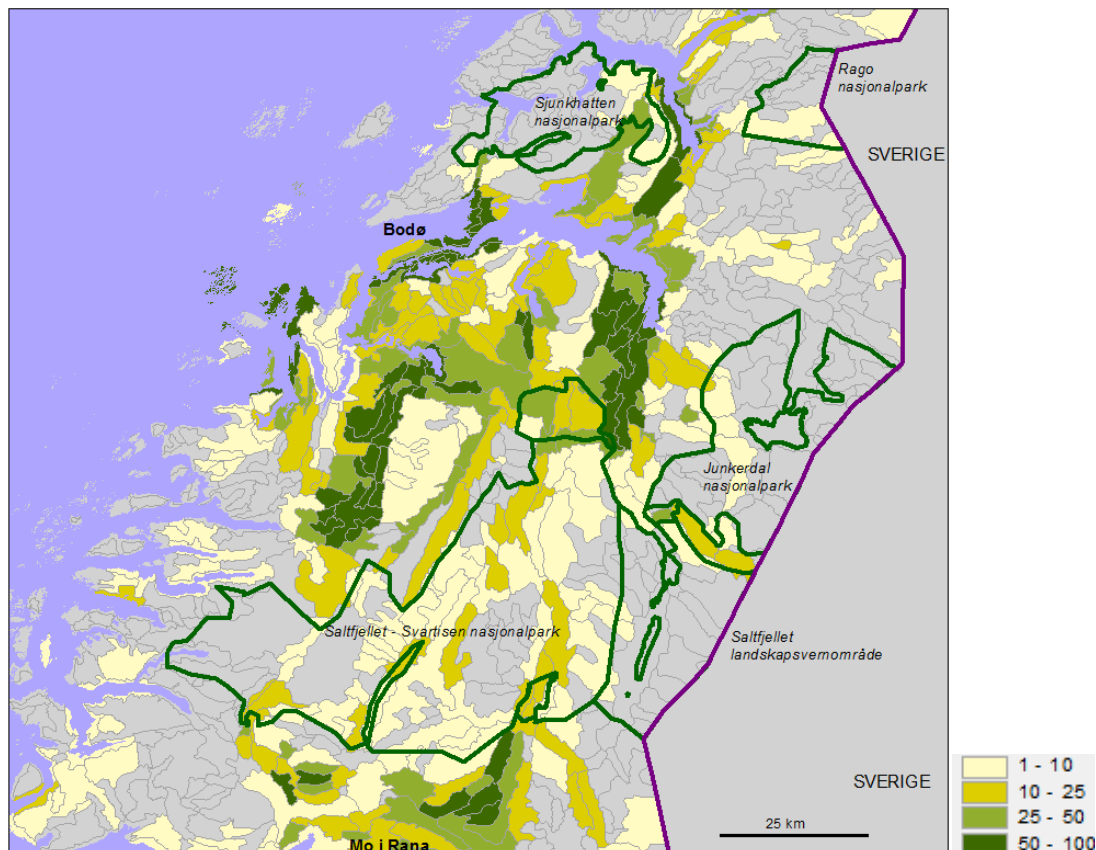 Rago
nasjonalpark
Sjunkhatten
nasjonalpark
SVERIGE
Bodø
Junkerdal
nasjonalpark
Saltfjellet - Svartisen nasjonalpark
Saltfjellet
landskapsvernområde
SVERIGE
25 km
Mo i Rana
1 - 10
10 - 25
25 - 50
50 - 100